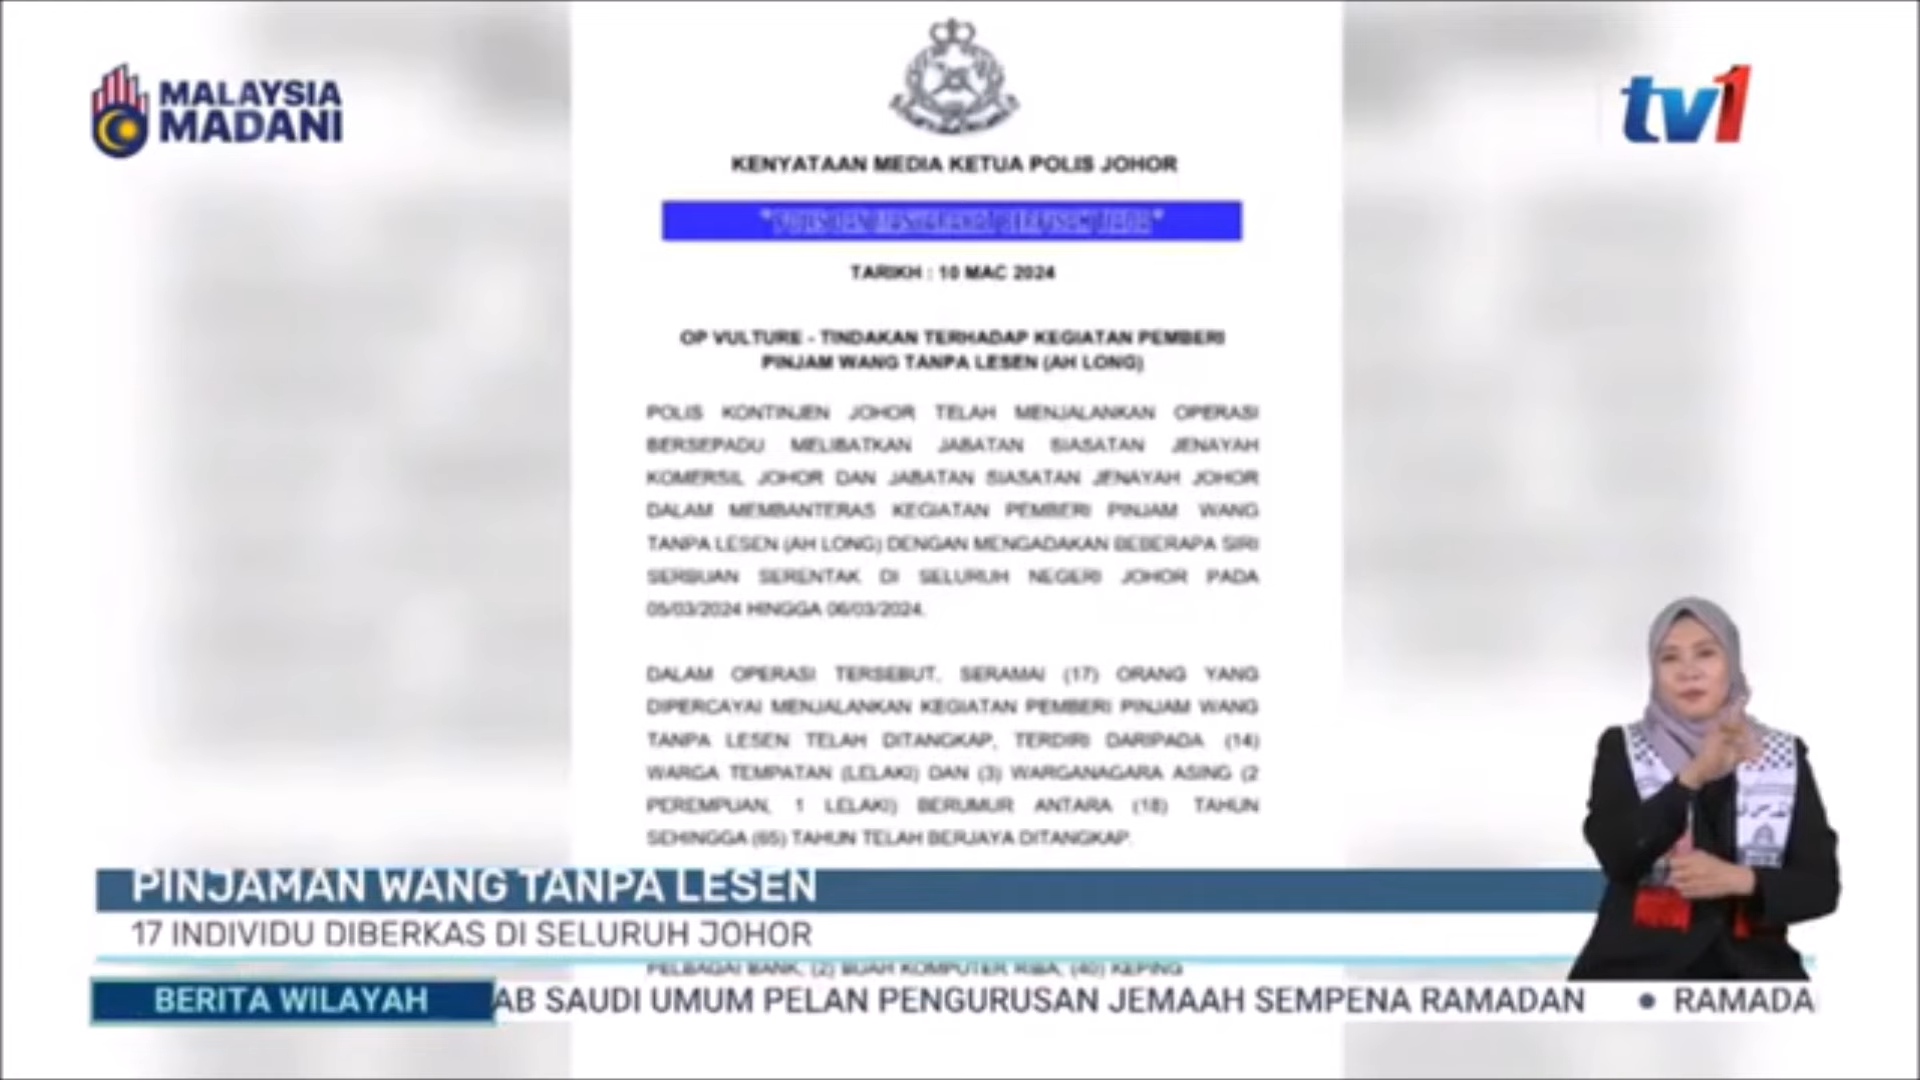 MALAYSIA
MADANI
tv1
KENYATAAN MEDIA KETUA POLIS JOHOR
TARIKH : 10 MAC 2024
OP VULTURE - TINDAKAN TERHADAP KEGIATAN PEMBERI
PINJAM WANG TANPA LESEN (AH LONG)
POLIS KONTINJEN JOHOR TELAH MENJALANKAN OPERASI
BERSEPADU MELIBATKAN JABATAN SIASATAN JENAYAH
KOMERSIL JOHOR DAN JABATAN SIASATAN JENAYAH JOHOR
DALAM MEMBANTERAS KEGIATAN PEMBERI PINJAM WANG
TANPA LESEN (AH LONG) DENGAN MENGADAKAN BEBERAPA SIRI
SERBUAN SERENTAK DI SELURUH NEGERI JOHOR PADA
05/03/2024 HINGGA 06/03/2024.
DALAM OPERASI TERSEBUT, SERAMAI (17) ORANG YANG
DIPERCAYAI MENJALANKAN KEGIATAN PEMBERI PINJAM WANG
TANPA LESEN TELAH DITANGKAP, TERDIRI DARIPADA (14)
WARGA TEMPATAN (LELAKI) DAN (3) WARGANAGARA ASING (2
PEREMPUAN, 1 LELAKI) BERUMUR ANTARA (18) TAHUN
SEHINGGA (65) TAHUN TELAH BERJAYA DITANGKAP.
PINJAMAN WANG TANPA LESEN
17 INDIVIDU DIBERKAS DI SELURUH JOHOR
PELBAGAI BANK, (2) BUAH KOMPUTER RIBA, (40) KEPING
BERITA WILAYAH AB SAUDI UMUM PELAN PENGURUSAN JEMAAH SEMPENA RAMADAN • RAMADA